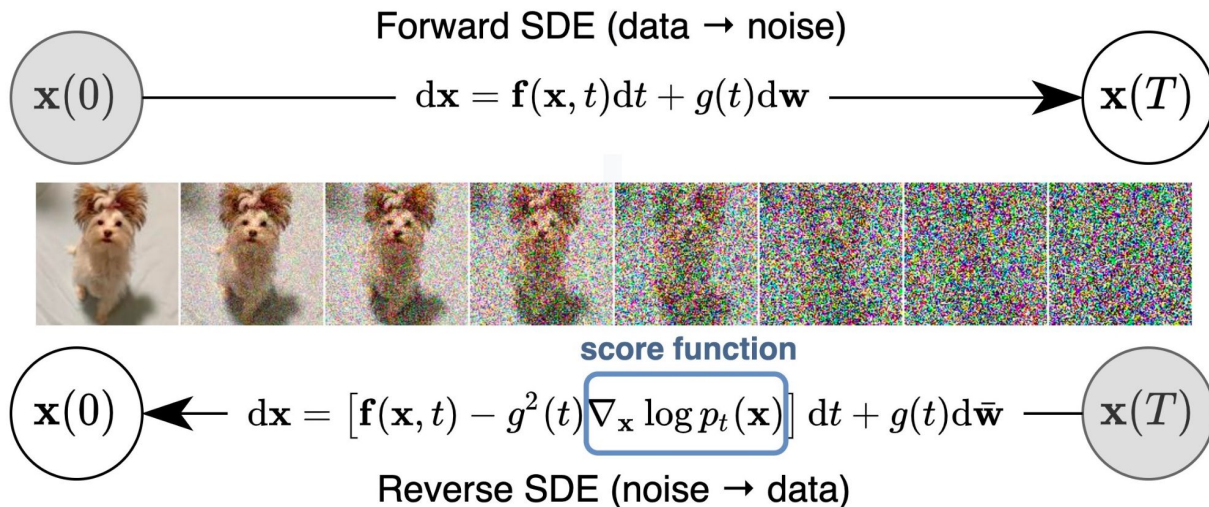 Forward SDE (data → noise)
x(0) dx = f(x, t)dt + g(t)dw x(T)
score function
x(0) dx = [f(x, t) − g²(t)∇ₓ log pₜ(x)] dt + g(t)dw̄ x(T)
Reverse SDE (noise → data)